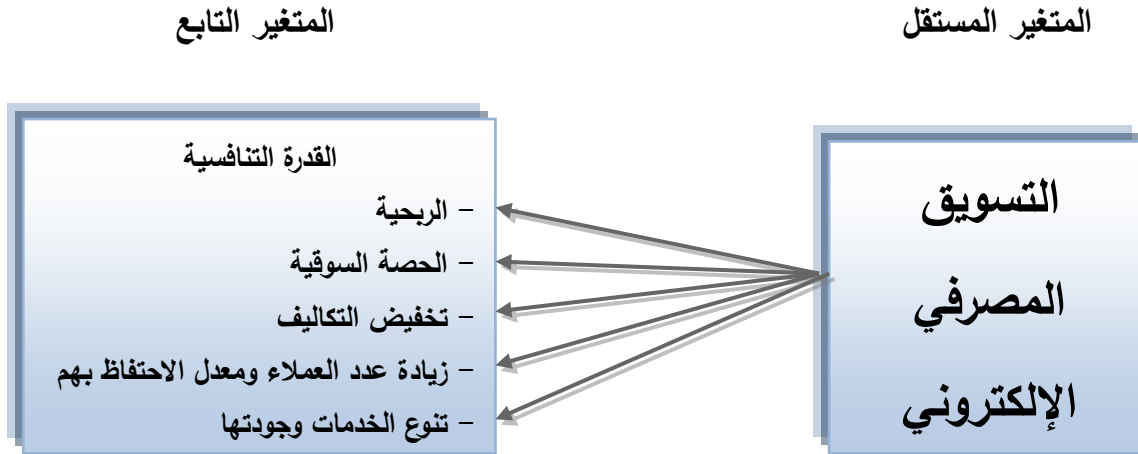 المتغير المستقل
المتغير التابع
التسويق
المصرفي
الإلكتروني
القدرة التنافسية
- الربحية
- الحصة السوقية
- تخفيض التكاليف
- زيادة عدد العملاء ومعدل الاحتفاظ بهم
- تنوع الخدمات وجودتها